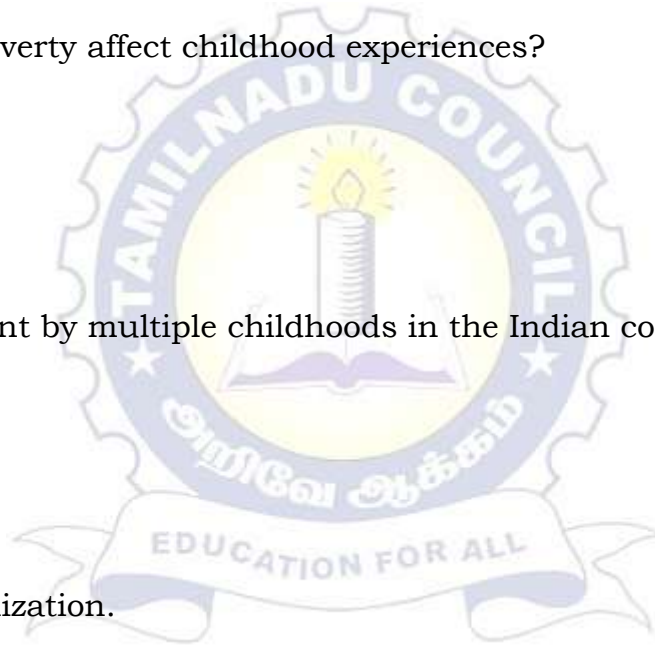 verty affect childhood experiences?
TAMILNADU COUNCIL
nt by multiple childhoods in the Indian co
அறிவே ஆக்கம்
EDUCATION FOR ALL
ization.